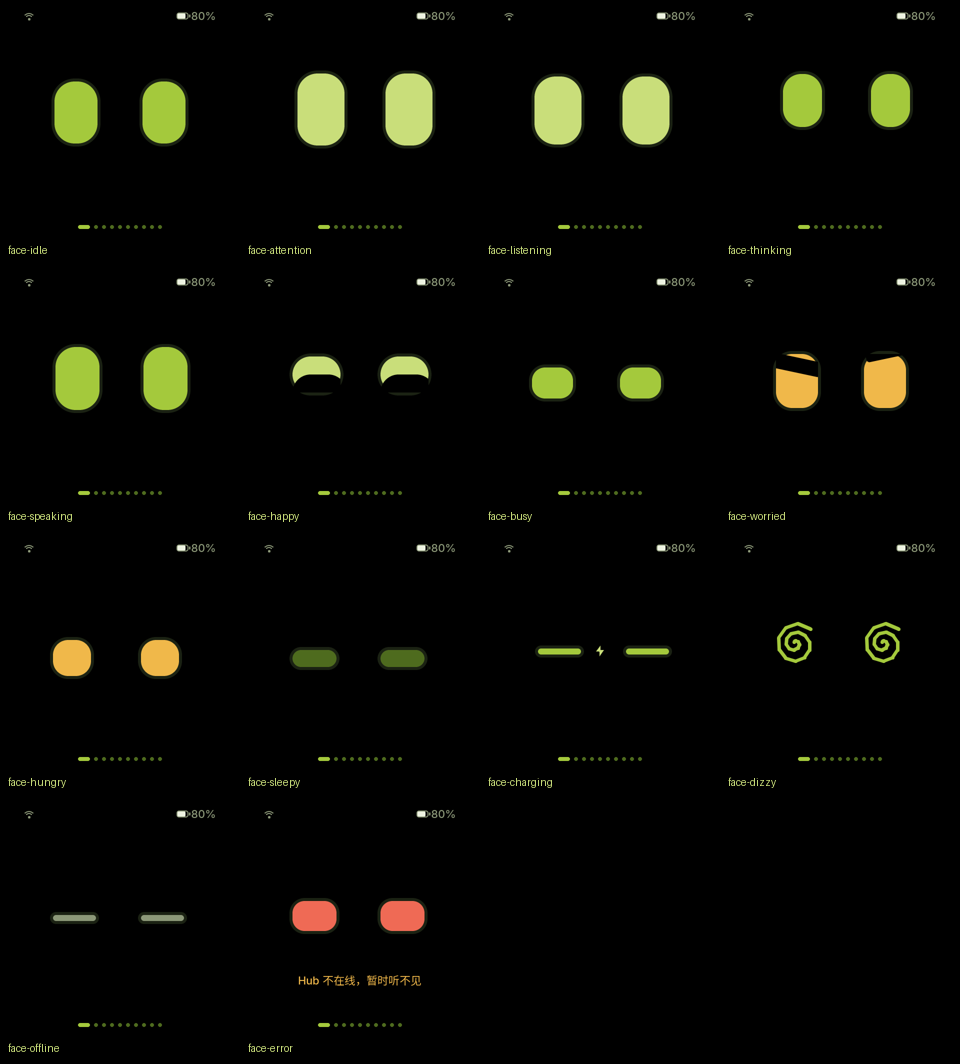 80% 80% 80% 80%
face-idle face-attention face-listening face-thinking
80% 80% 80% 80%
face-speaking face-happy face-busy face-worried
80% 80% 80% 80%
face-hungry face-sleepy face-charging face-dizzy
80% 80%
Hub 不在线，暂时听不见
face-offline face-error